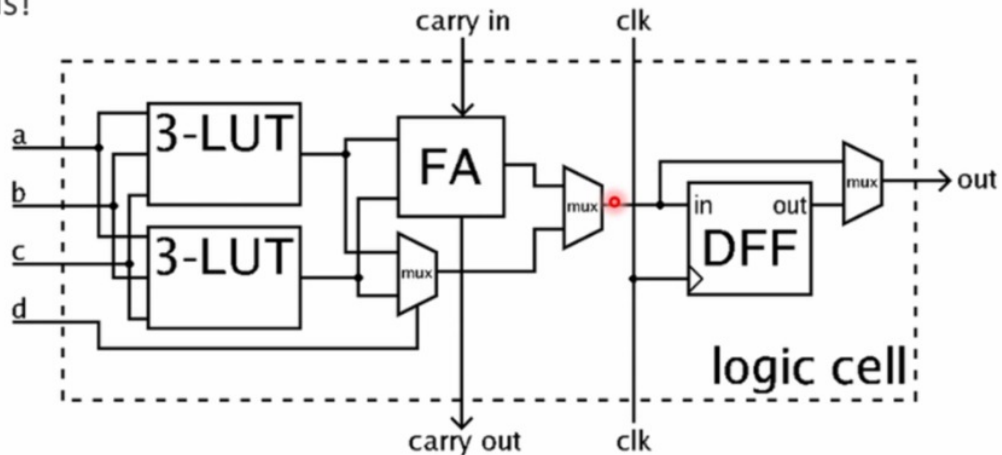 carry in
clk
a
b
c
d
3-LUT
3-LUT
FA
mux
mux
in
out
DFF
mux
out
logic cell
carry out
clk